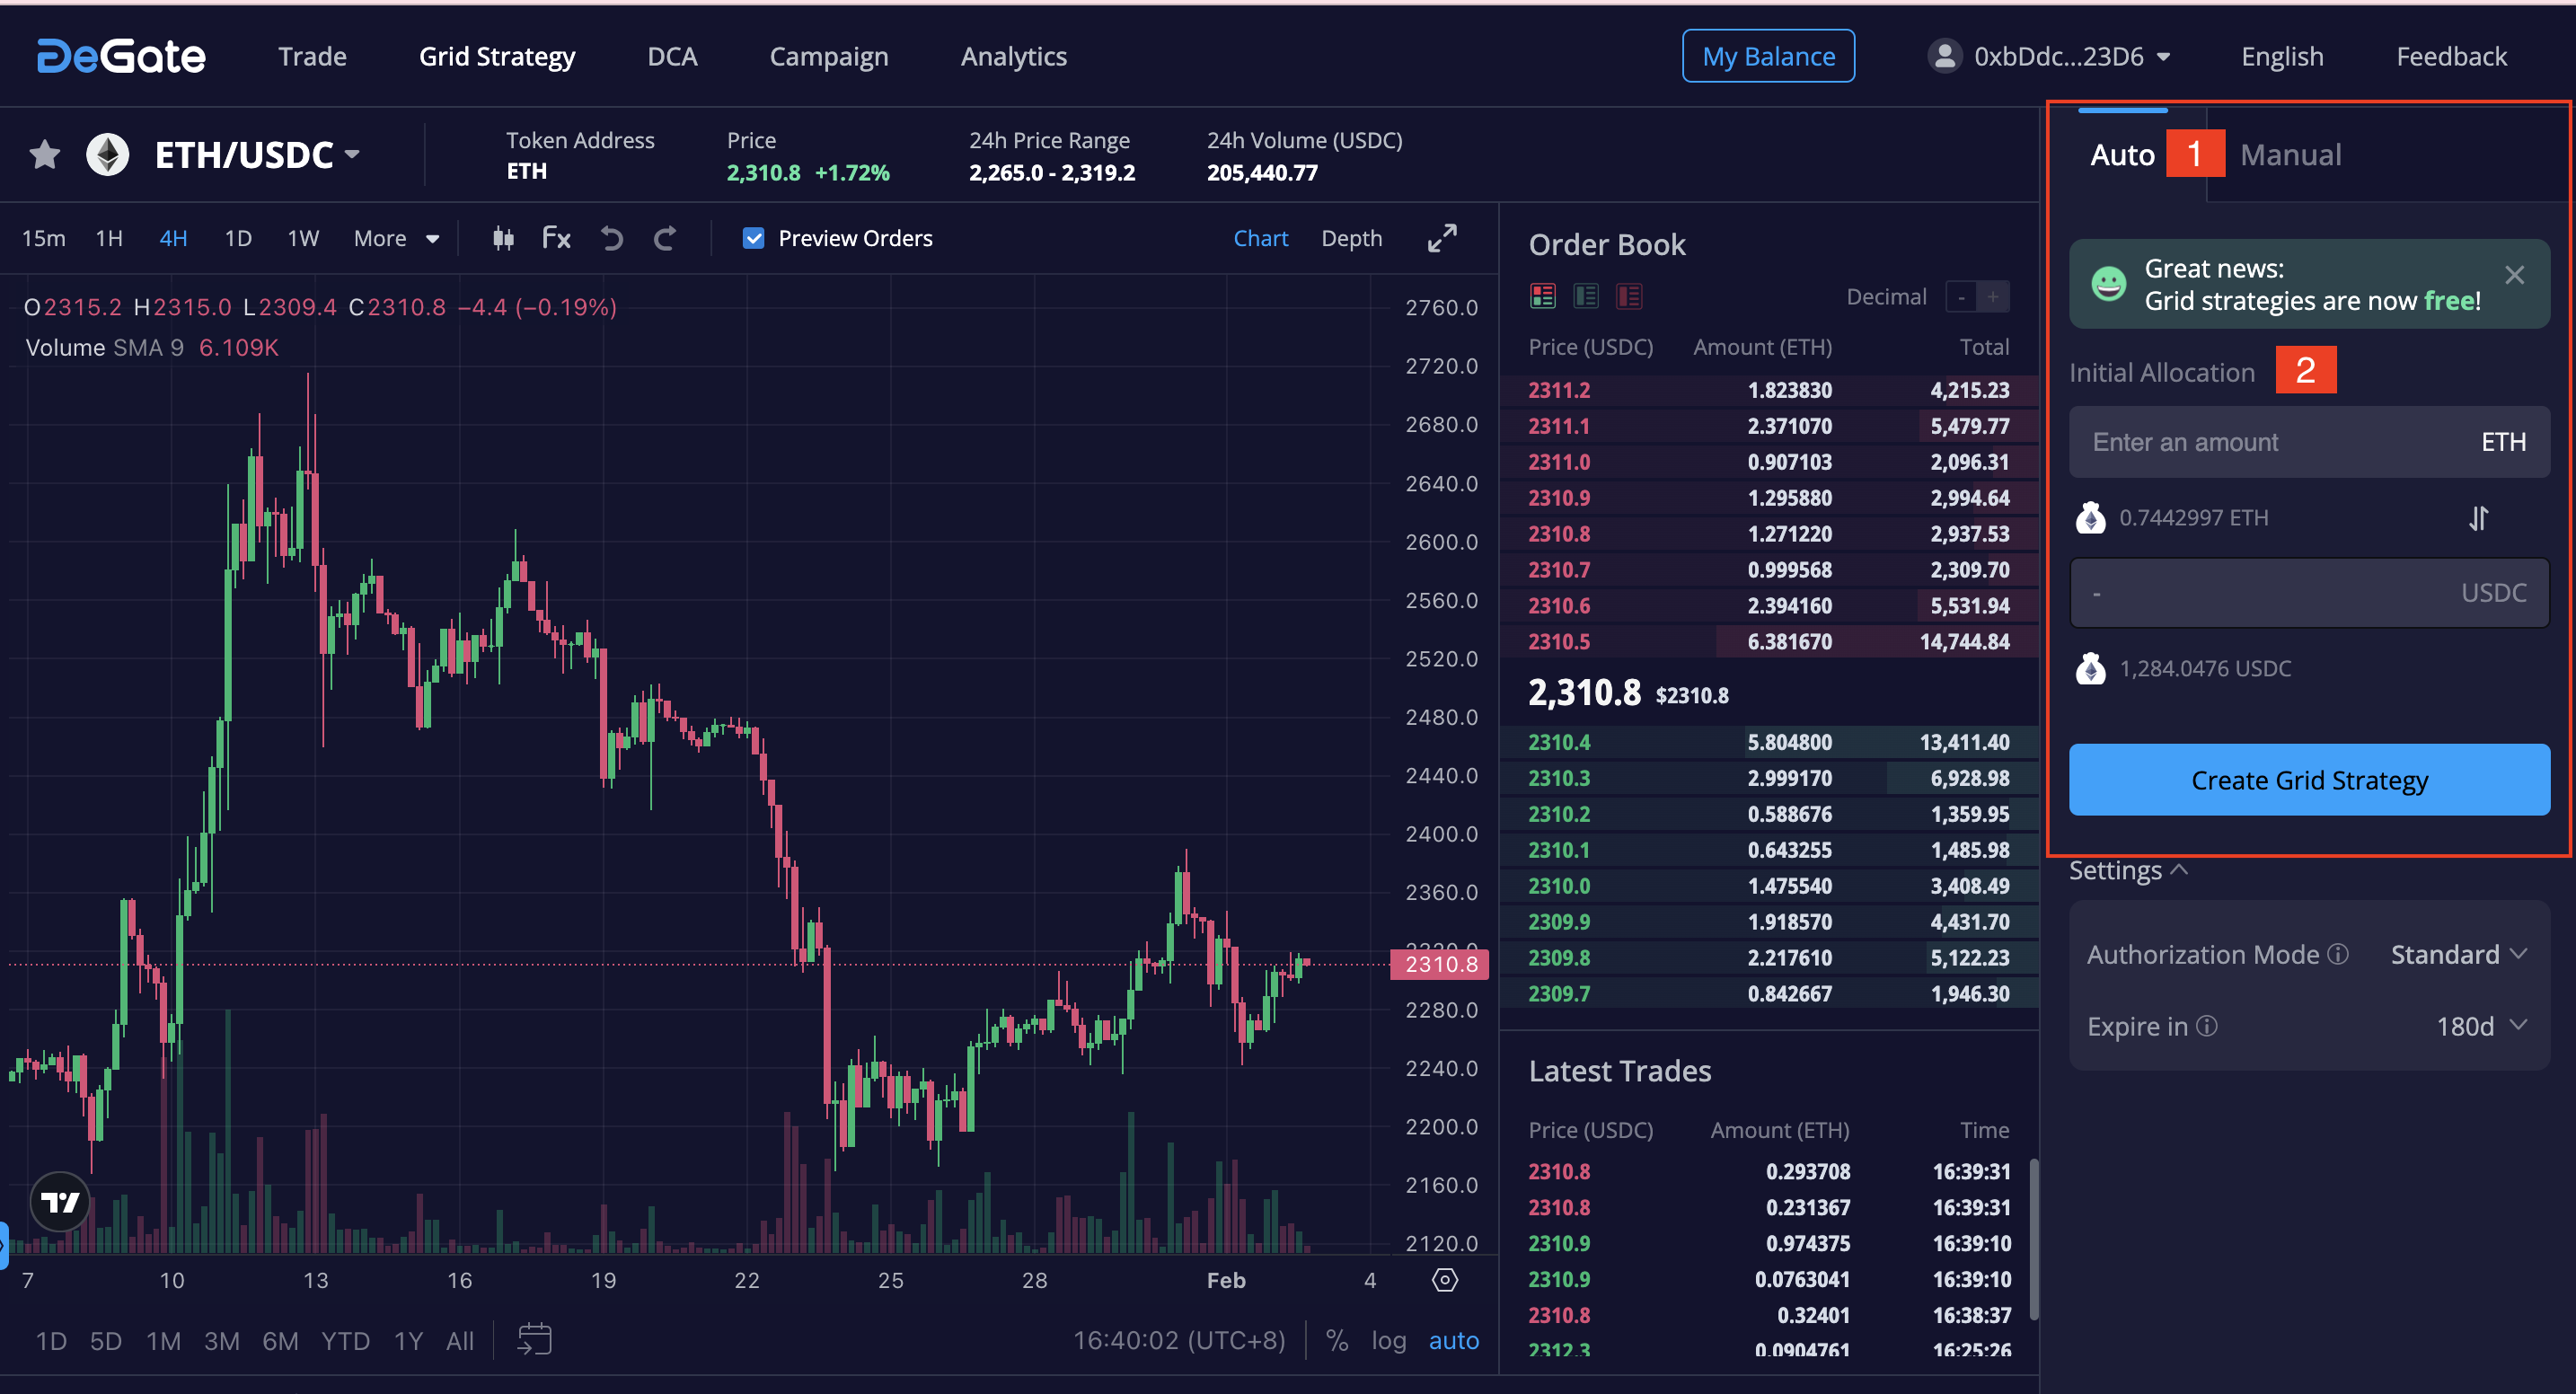 DeGate Trade Grid Strategy DCA Campaign Analytics My Balance 0xbDdc...23D6 English Feedback
ETH/USDC
Token Address
ETH
Price
2,310.8 +1.72%
24h Price Range
2,265.0 - 2,319.2
24h Volume (USDC)
205,440.77
15m 1H 4H 1D 1W More Fx Preview Orders Chart Depth
O2315.2 H2315.0 L2309.4 C2310.8 −4.4 (−0.19%)
Volume SMA 9 6.109K
2760.0
2720.0
2680.0
2640.0
2600.0
2560.0
2520.0
2480.0
2440.0
2400.0
2360.0
2310.8
2280.0
2240.0
2200.0
2160.0
2120.0
7 10 13 16 19 22 25 28 Feb 4
1D 5D 1M 3M 6M YTD 1Y All 16:40:02 (UTC+8) % log auto
Order Book
Decimal - +
Price (USDC) Amount (ETH) Total
2311.2 1.823830 4,215.23
2311.1 2.371070 5,479.77
2311.0 0.907103 2,096.31
2310.9 1.295880 2,994.64
2310.8 1.271220 2,937.53
2310.7 0.999568 2,309.70
2310.6 2.394160 5,531.94
2310.5 6.381670 14,744.84
2,310.8 $2310.8
2310.4 5.804800 13,411.40
2310.3 2.999170 6,928.98
2310.2 0.588676 1,359.95
2310.1 0.643255 1,485.98
2310.0 1.475540 3,408.49
2309.9 1.918570 4,431.70
2309.8 2.217610 5,122.23
2309.7 0.842667 1,946.30
Latest Trades
Price (USDC) Amount (ETH) Time
2310.8 0.293708 16:39:31
2310.8 0.231367 16:39:31
2310.9 0.974375 16:39:10
2310.9 0.0763041 16:39:10
2310.8 0.32401 16:38:37
2312.3 0.0904761 16:25:26
Auto 1 Manual
Great news:
Grid strategies are now free!
Initial Allocation 2
Enter an amount ETH
0.7442997 ETH
- USDC
1,284.0476 USDC
Create Grid Strategy
Settings
Authorization Mode Standard
Expire in 180d